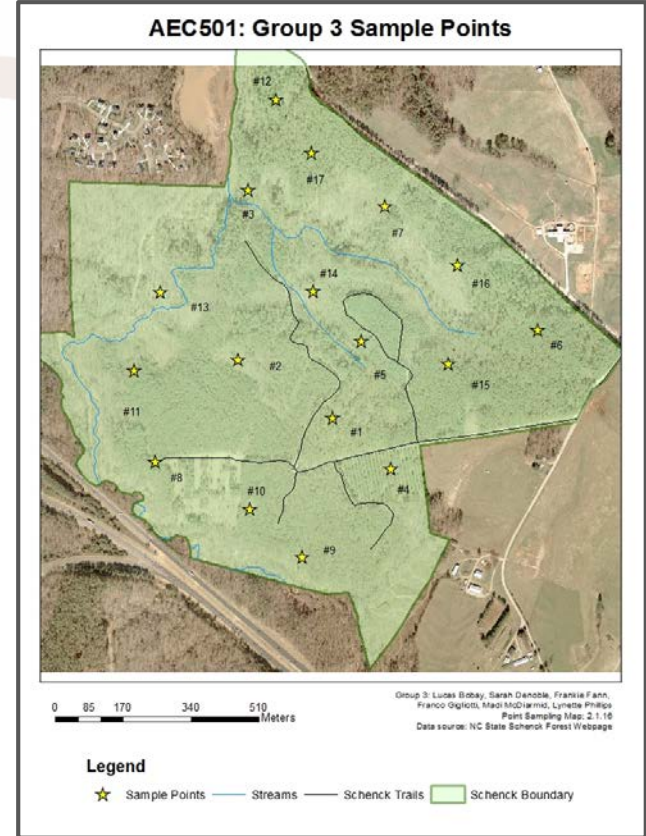 AEC501: Group 3 Sample Points
#12
#17
#3
#7
#14
#16
#13
#6
#2
#5
#15
#11
#1
#8
#4
#10
#9
0 85 170 340 510
Meters
Group 3: Lucas Bobay, Sarah Denoble, Frankie Fann,
Franco Gigliotti, Madi McDiarmid, Lynette Phillips
Point Sampling Map: 2.1.16
Data source: NC State Schenck Forest Webpage
Legend
Sample Points Streams Schenck Trails Schenck Boundary